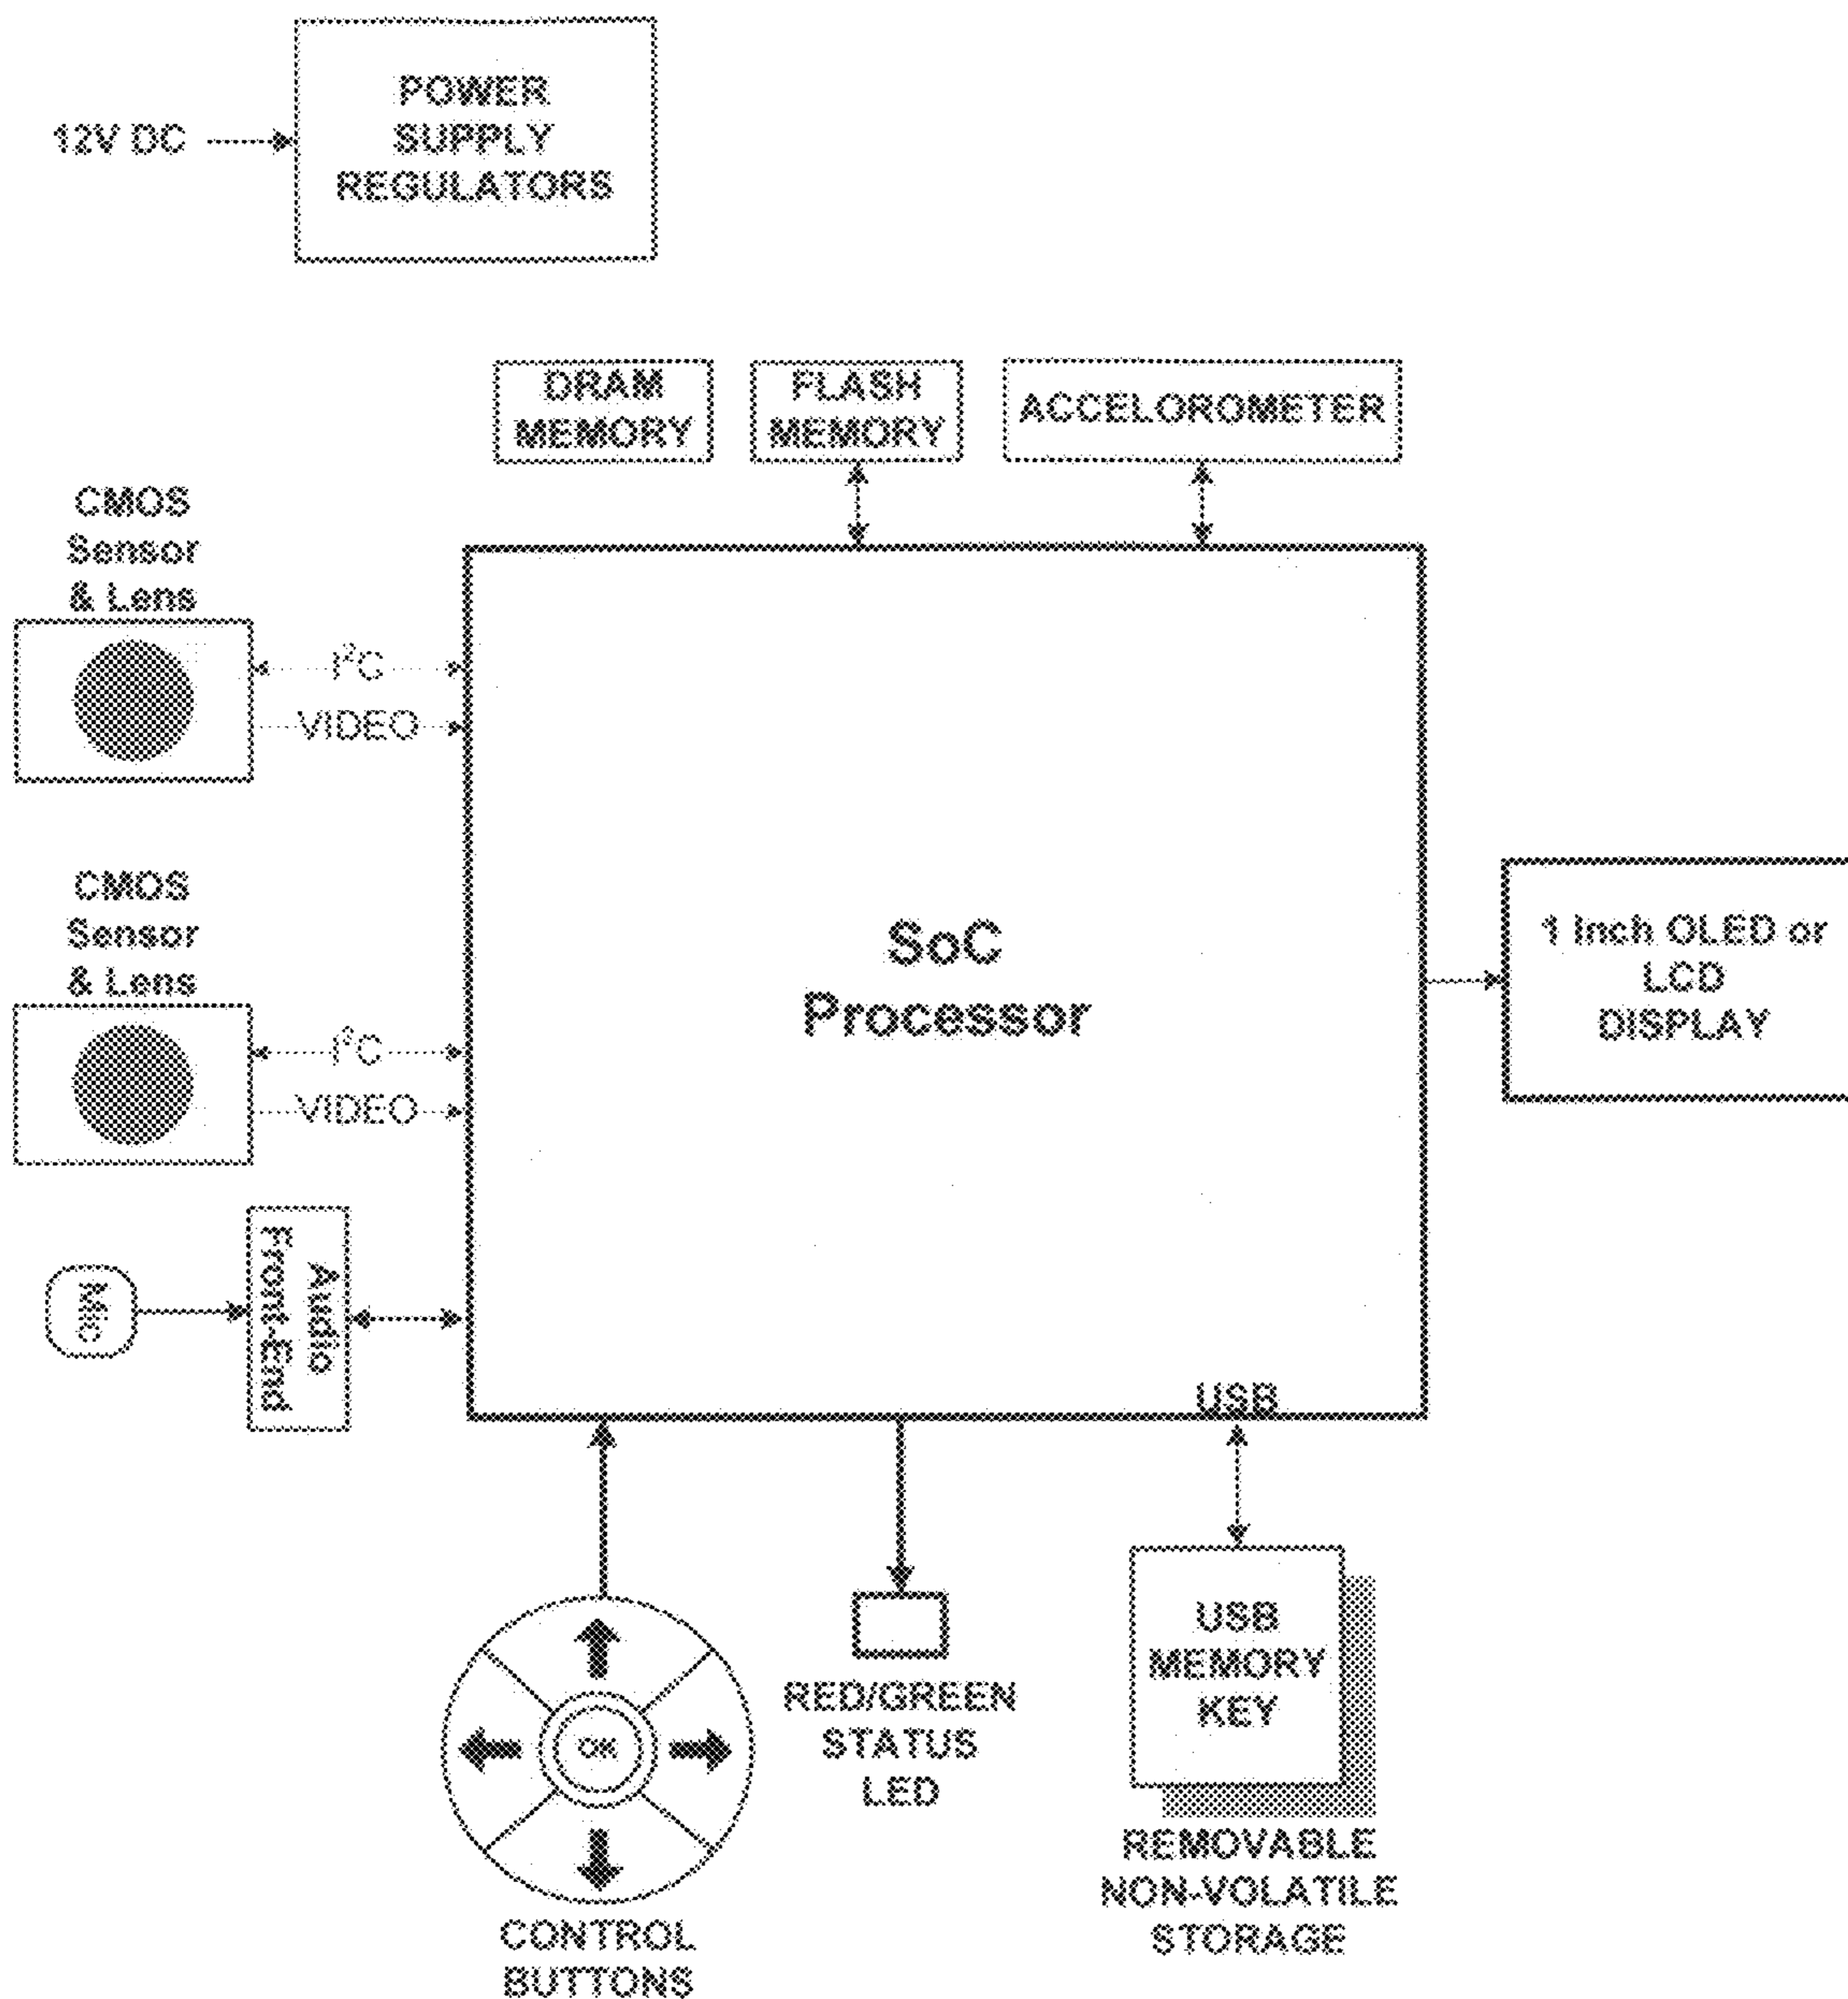 POWER
SUPPLY
REGULATORS
12V DC
DRAM
MEMORY
FLASH
MEMORY
ACCELOROMETER
CMOS
Sensor
& Lens
I²C
VIDEO
CMOS
Sensor
& Lens
I²C
VIDEO
SoC
Processor
1 Inch OLED or
LCD
DISPLAY
Mic
Audio
Front-End
USB
OK
CONTROL
BUTTONS
RED/GREEN
STATUS
LED
USB
MEMORY
KEY
REMOVABLE
NON-VOLATILE
STORAGE